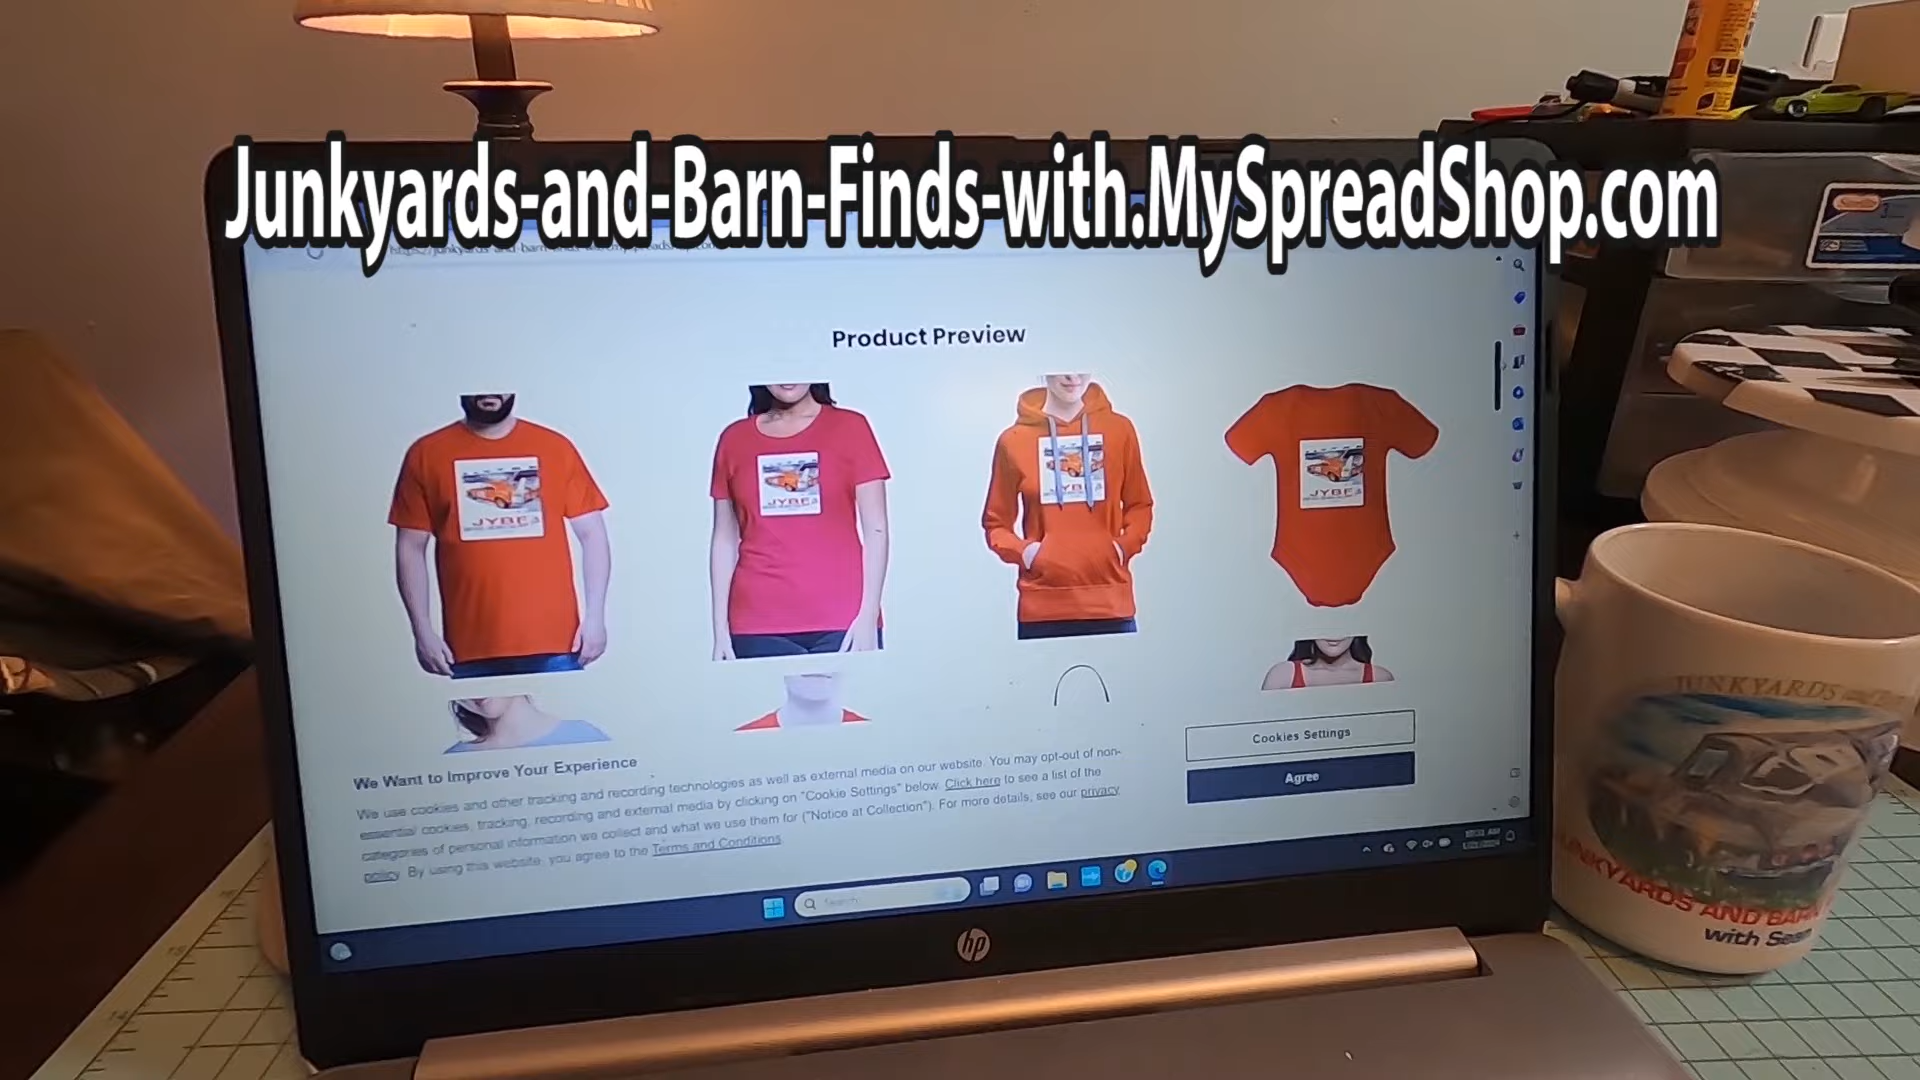 Junkyards-and-Barn-Finds-with.MySpreadShop.com
Product Preview
JYBF
JYBF
JYBF
JYBF
We Want to Improve Your Experience
We use cookies and other tracking and recording technologies as well as external media on our website. You may opt-out of non-
essential cookies, tracking, recording and external media by clicking on "Cookie Settings" below. Click here to see a list of the
categories of personal information we collect and what we use them for ("Notice at Collection"). For more details, see our privacy
policy. By using this website, you agree to the Terms and Conditions
Cookies Settings
Agree
Search
hp
JUNKYARDS and
JUNKYARDS AND BARN
with Sean